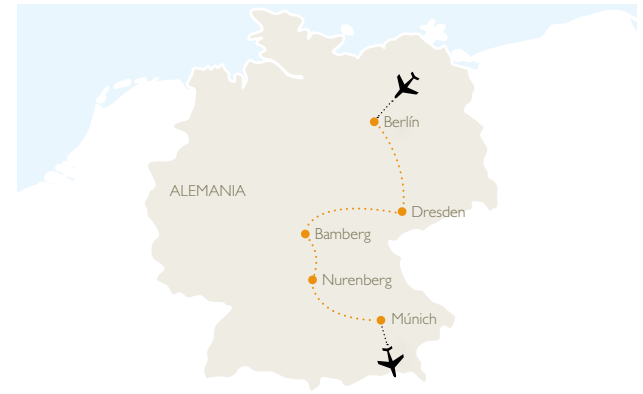 Berlín
ALEMANIA
Dresden
Bamberg
Nurenberg
Múnich